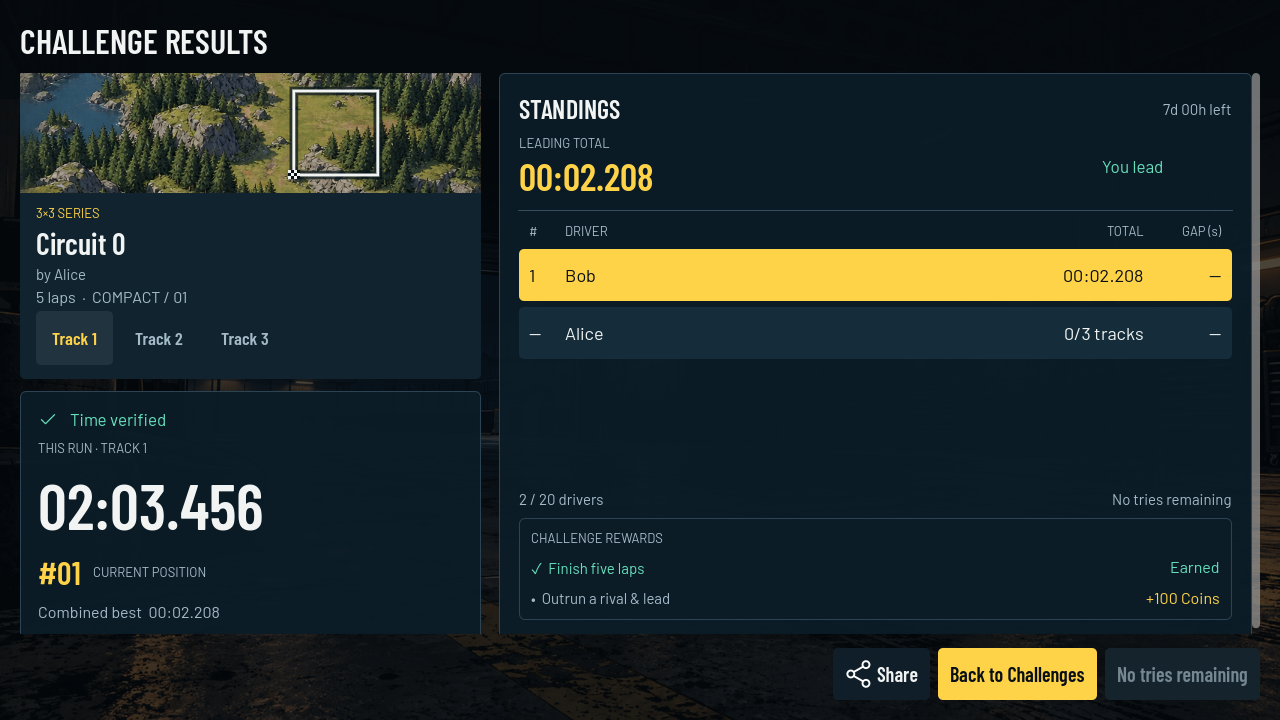 CHALLENGE RESULTS
3×3 SERIES
Circuit 0
by Alice
5 laps · COMPACT / 01
Track 1 Track 2 Track 3
Time verified
THIS RUN · TRACK 1
02:03.456
#01 CURRENT POSITION
Combined best 00:02.208
STANDINGS 7d 00h left
LEADING TOTAL
00:02.208 You lead
# DRIVER TOTAL GAP (s)
1 Bob 00:02.208 —
— Alice 0/3 tracks —
2 / 20 drivers No tries remaining
CHALLENGE REWARDS
✓ Finish five laps Earned
• Outrun a rival & lead +100 Coins
Share Back to Challenges No tries remaining